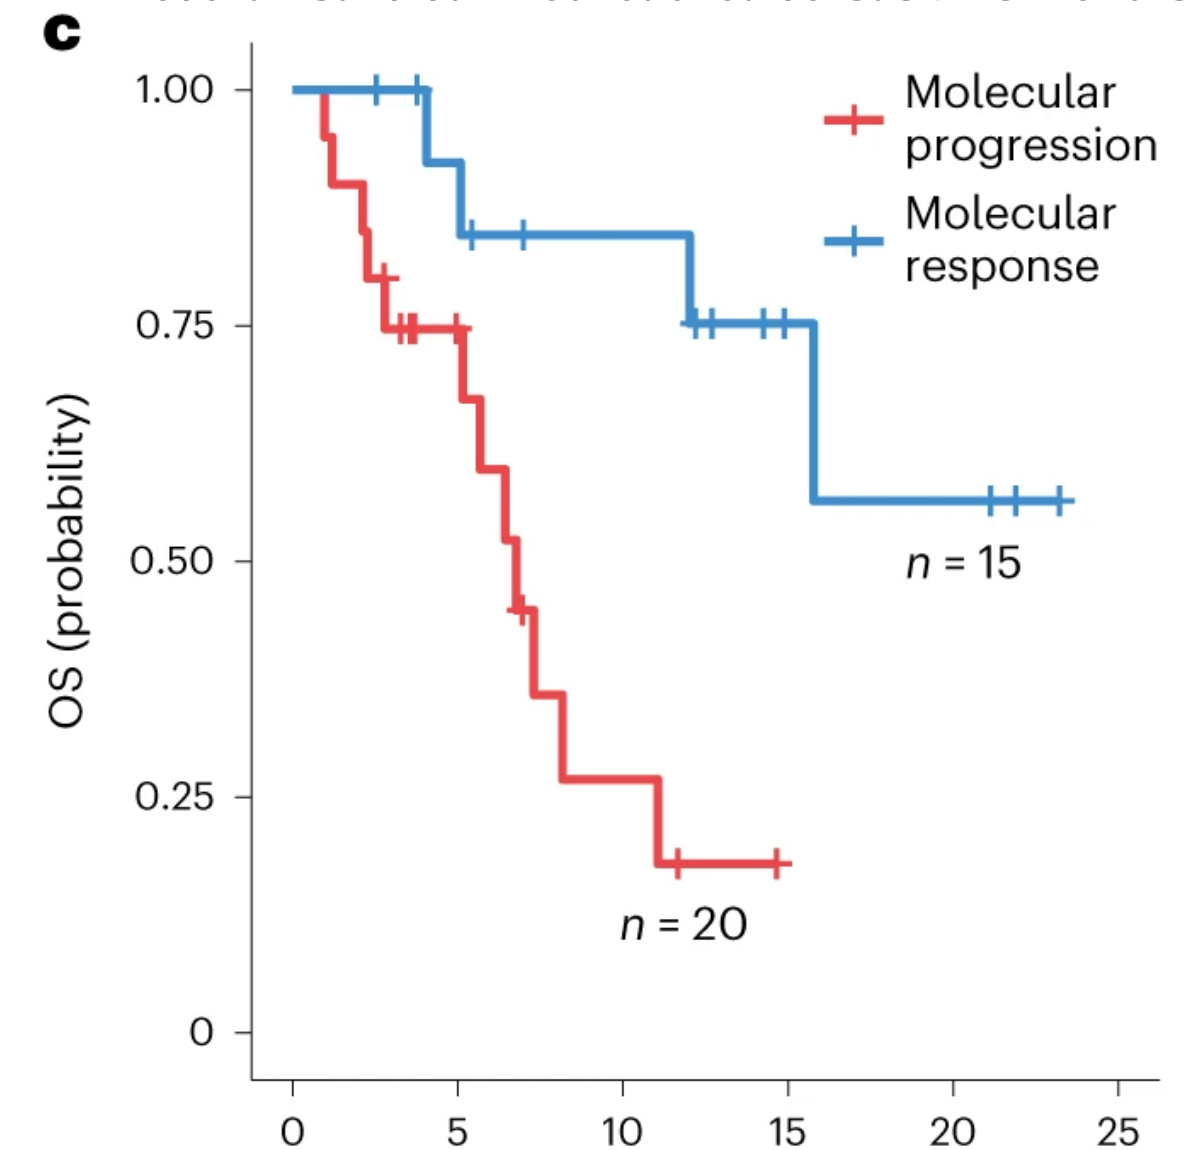 c
1.00
0.75
0.50
0.25
0
OS (probability)
Molecular
progression
Molecular
response
n = 15
n = 20
0 5 10 15 20 25